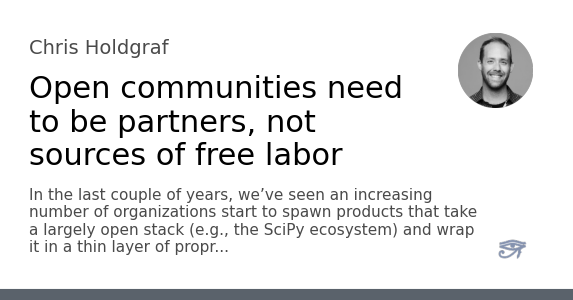 Chris Holdgraf
Open communities need
to be partners, not
sources of free labor
In the last couple of years, we’ve seen an increasing
number of organizations start to spawn products that take
a largely open stack (e.g., the SciPy ecosystem) and wrap
it in a thin layer of propr...